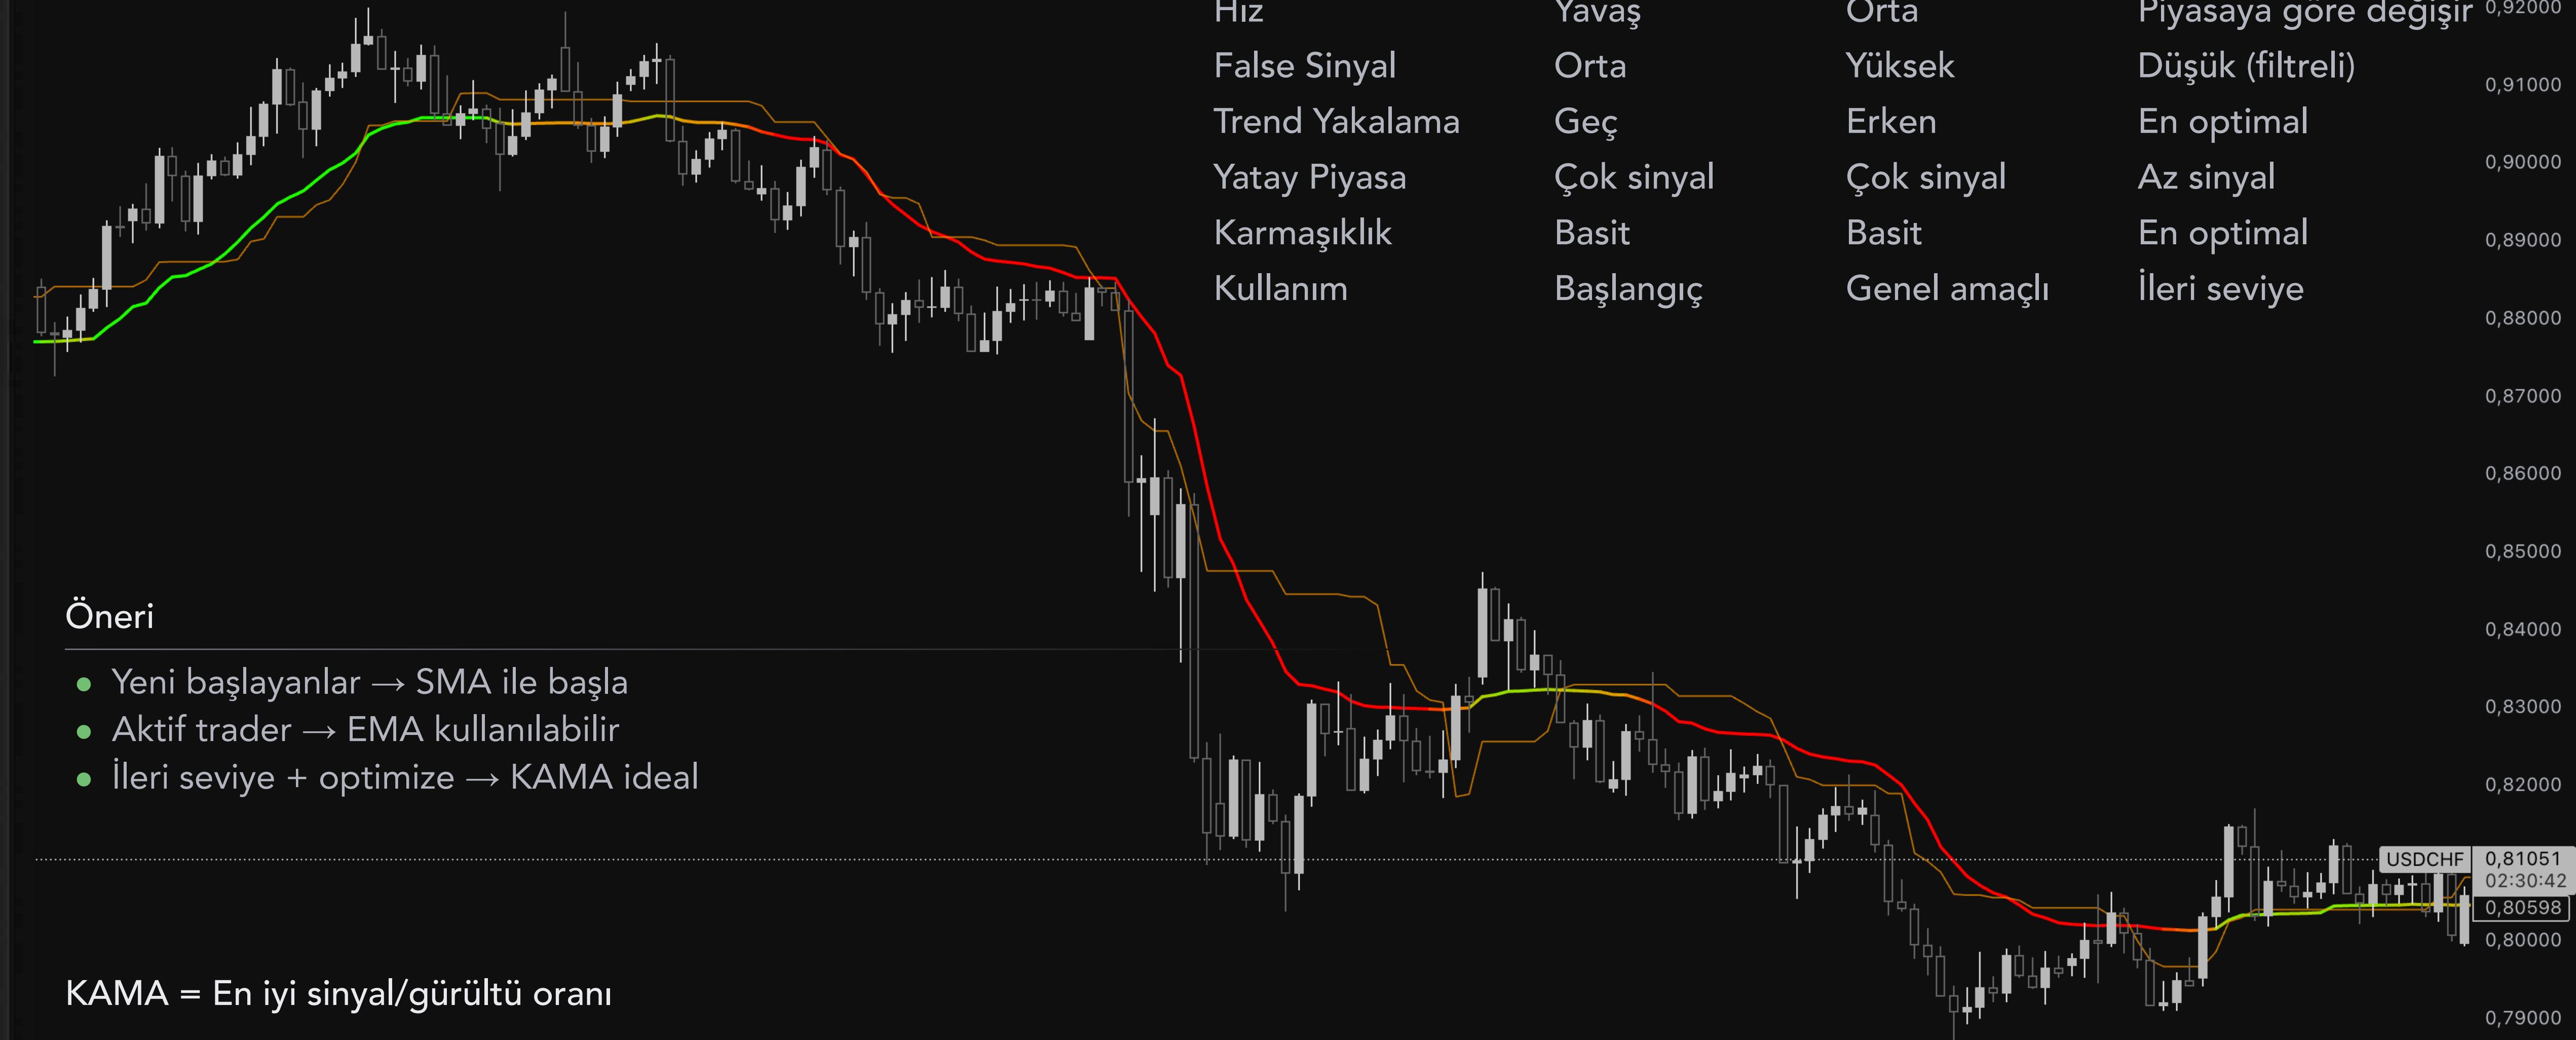 Hız Yavaş Orta Piyasaya göre değişir
False Sinyal Orta Yüksek Düşük (filtreli)
Trend Yakalama Geç Erken En optimal
Yatay Piyasa Çok sinyal Çok sinyal Az sinyal
Karmaşıklık Basit Basit En optimal
Kullanım Başlangıç Genel amaçlı İleri seviye
0,92000
0,91000
0,90000
0,89000
0,88000
0,87000
0,86000
0,85000
0,84000
0,83000
0,82000
USDCHF 0,81051
02:30:42
0,80598
0,80000
0,79000
Öneri
Yeni başlayanlar → SMA ile başla
Aktif trader → EMA kullanılabilir
İleri seviye + optimize → KAMA ideal
KAMA = En iyi sinyal/gürültü oranı